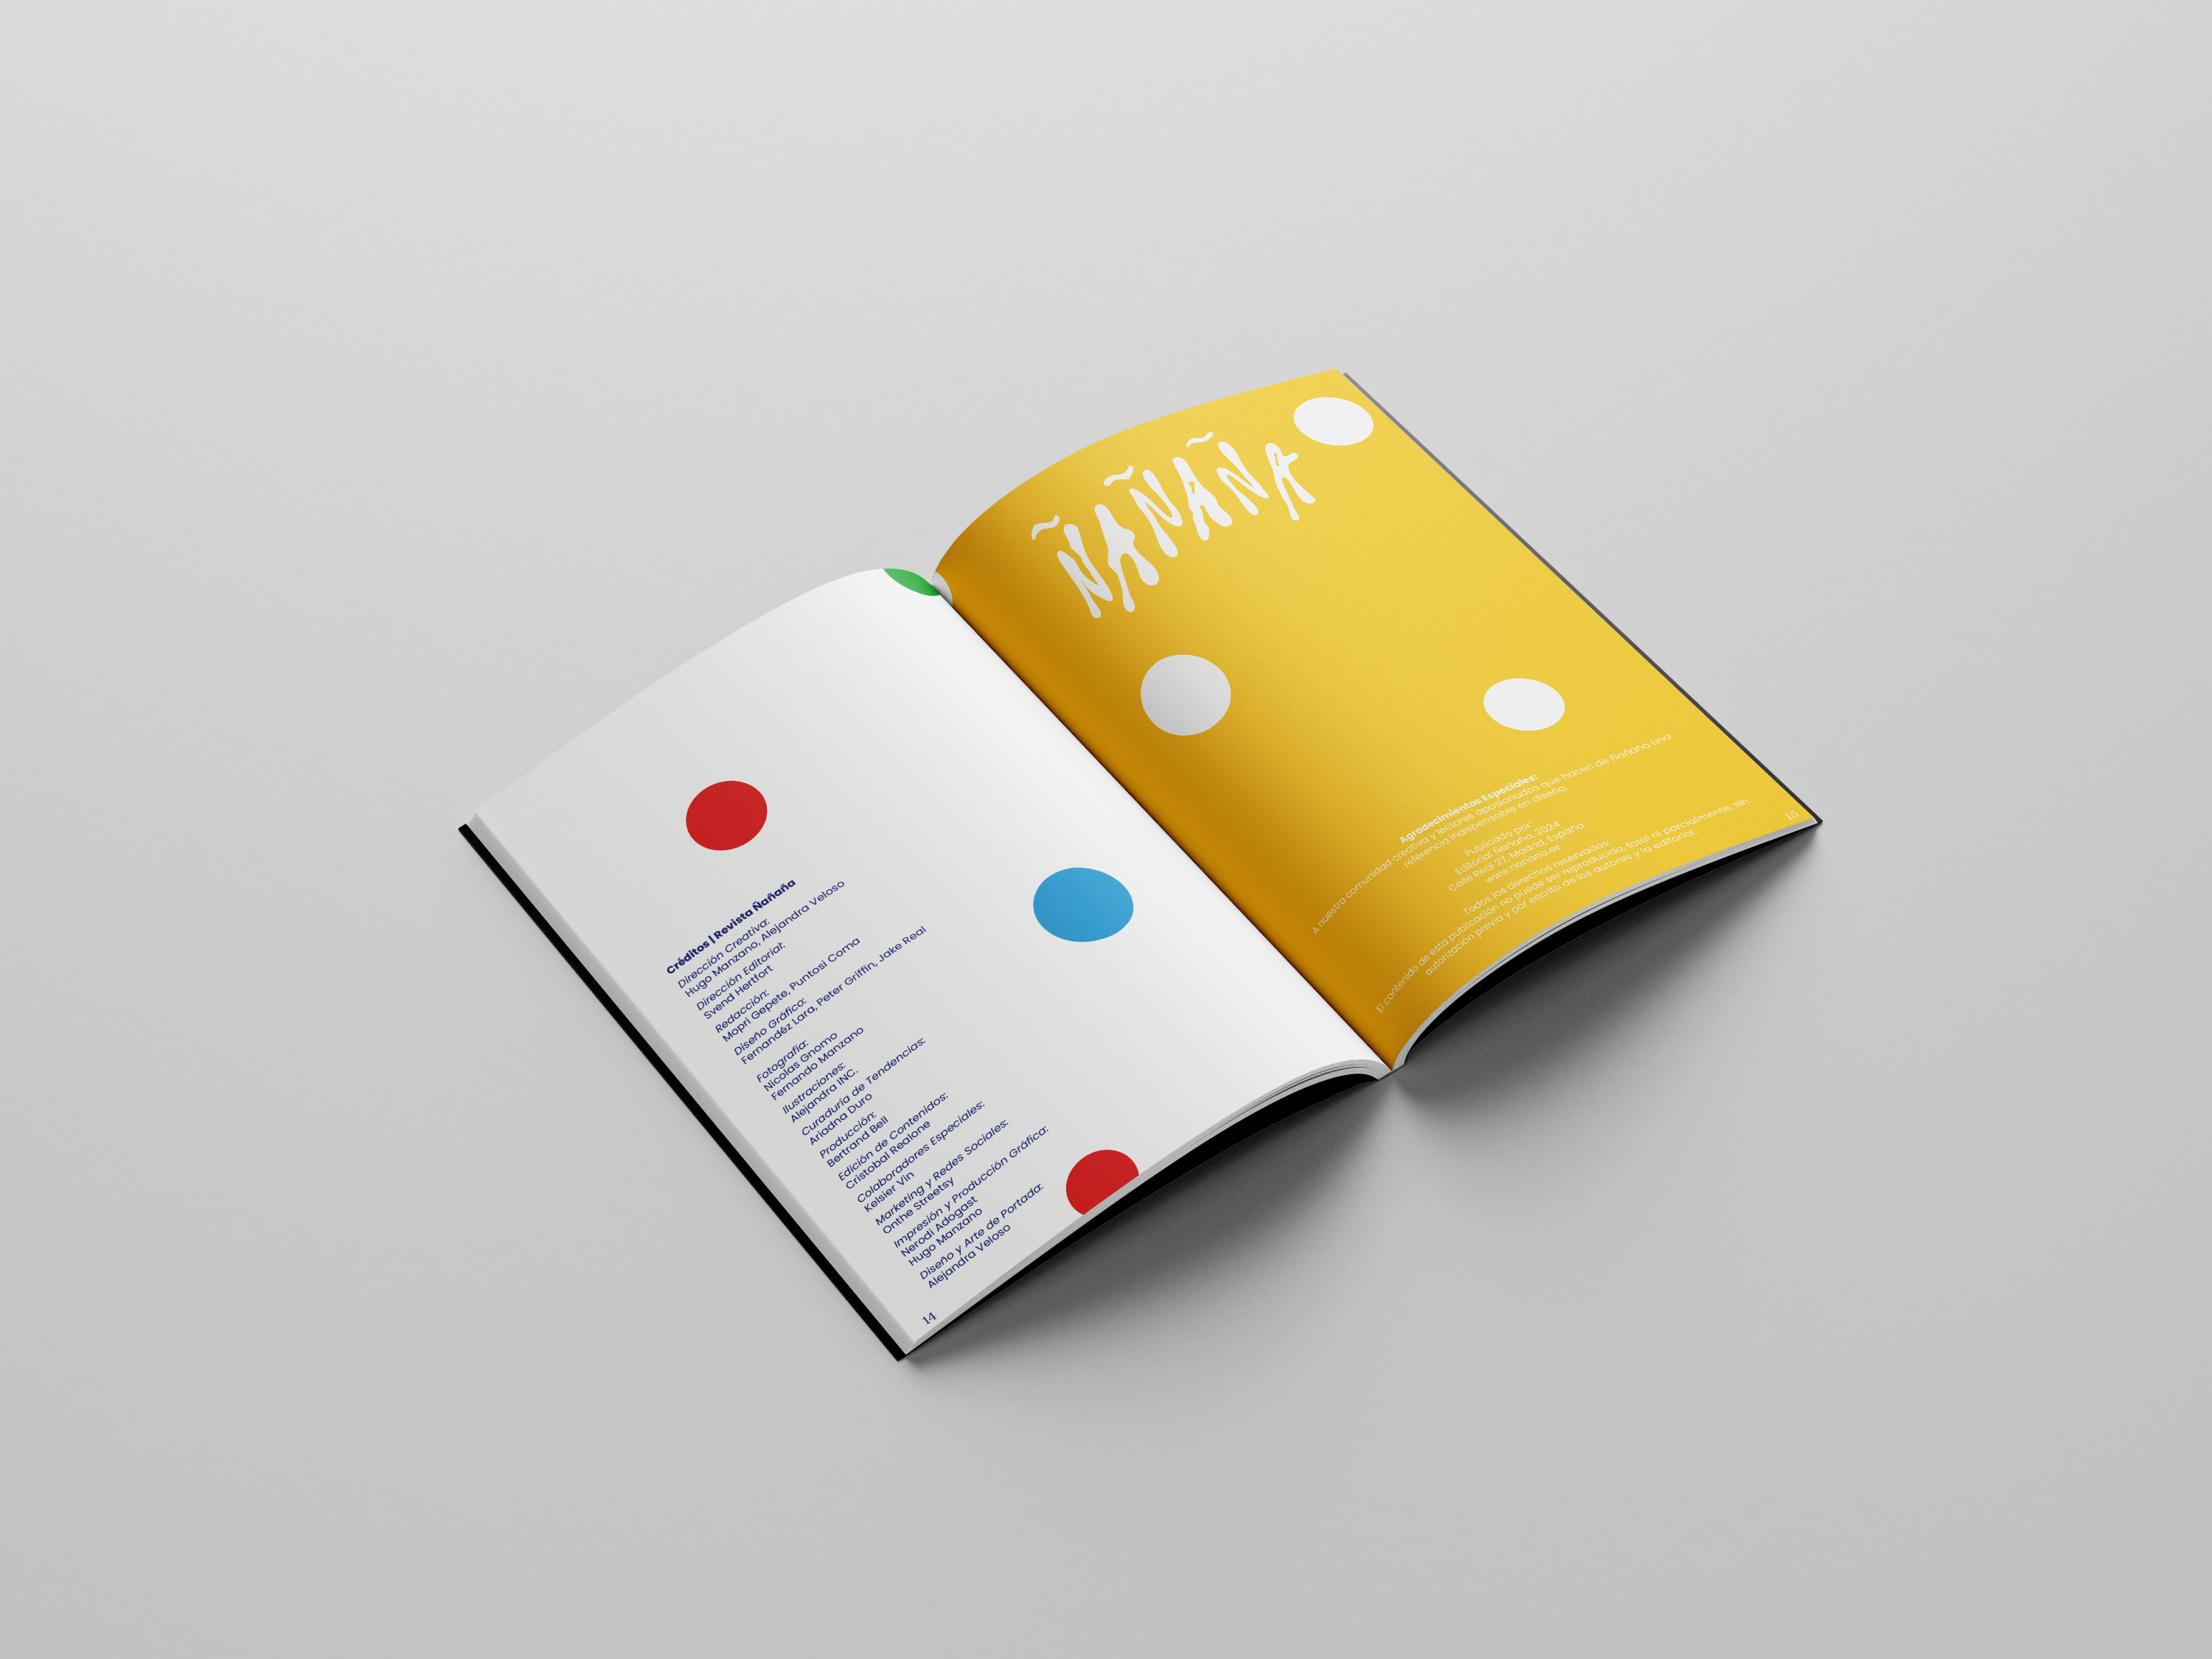 Créditos | Revista Ñañaña
Dirección Creativa:
Hugo Manzano, Alejandra Veloso
Dirección Editorial:
Svend Hertfort
Redacción:
Mopri Gepete, Puntosi Coma
Diseño Gráfico:
Fernandéz Lara, Peter Griffin, Jake Real
Fotografía:
Nicolas Gnomo
Fernando Manzano
Ilustraciones:
Alejandra INC.
Curaduría de Tendencias:
Ariadna Duro
Producción:
Bertrand Bell
Edición de Contenidos:
Cristobal Realone
Colaboradores Especiales:
Kelsier Vin
Marketing y Redes Sociales:
Onthe Streetsy
Impresión y Producción Gráfica:
Nerodi Adogast
Hugo Manzano
Diseño y Arte de Portada:
Alejandra Veloso
14
ÑAÑAÑA
Agradecimientos Especiales:
A nuestra comunidad creativa y lectores apasionados que hacen de Ñañaña una
referencia indispensable en diseño.
Publicado por:
Editorial Ñañaña, 2024
Calle Real 27, Madrid, España
www.nanana.es
Todos los derechos reservados:
El contenido de esta publicación no puede ser reproducido, total ni parcialmente, sin
autorización previa y por escrito de los autores y la editorial.
15